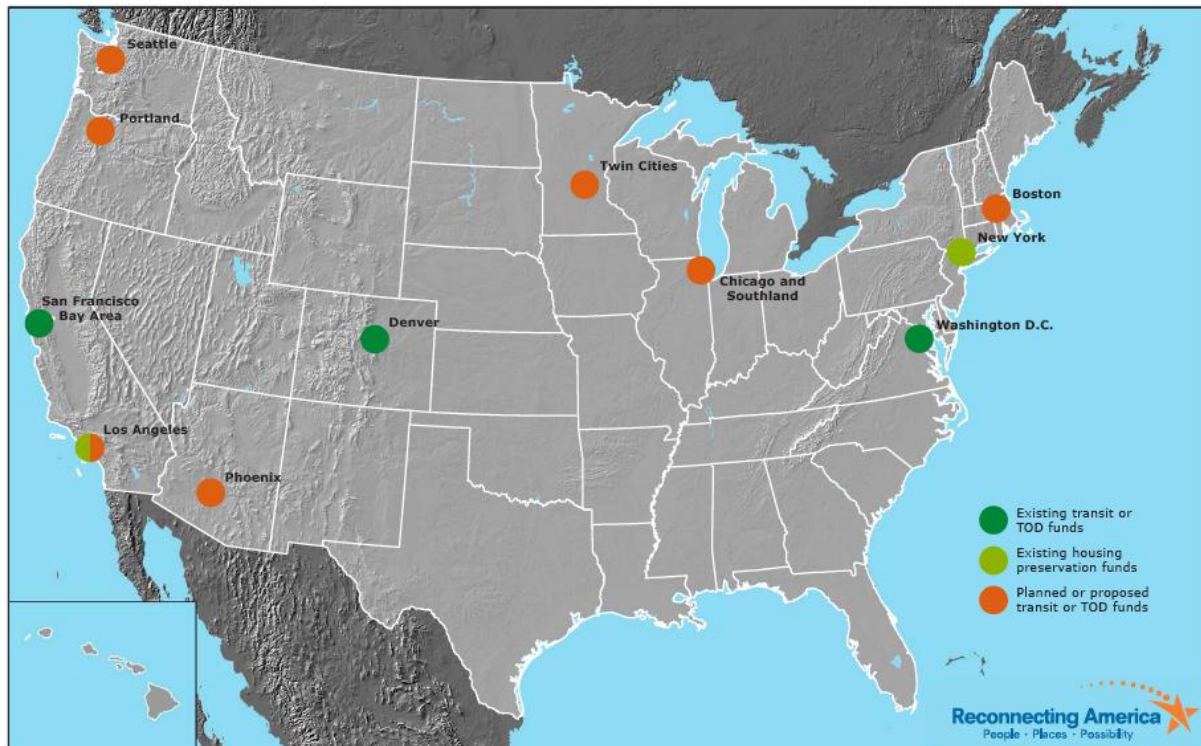 Seattle
Portland
Twin Cities
Boston
New York
Chicago and
Southland
San Francisco
Bay Area
Denver
Washington D.C.
Los Angeles
Phoenix
Existing transit or
TOD funds
Existing housing
preservation funds
Planned or proposed
transit or TOD funds
Reconnecting America
People · Places · Possibility